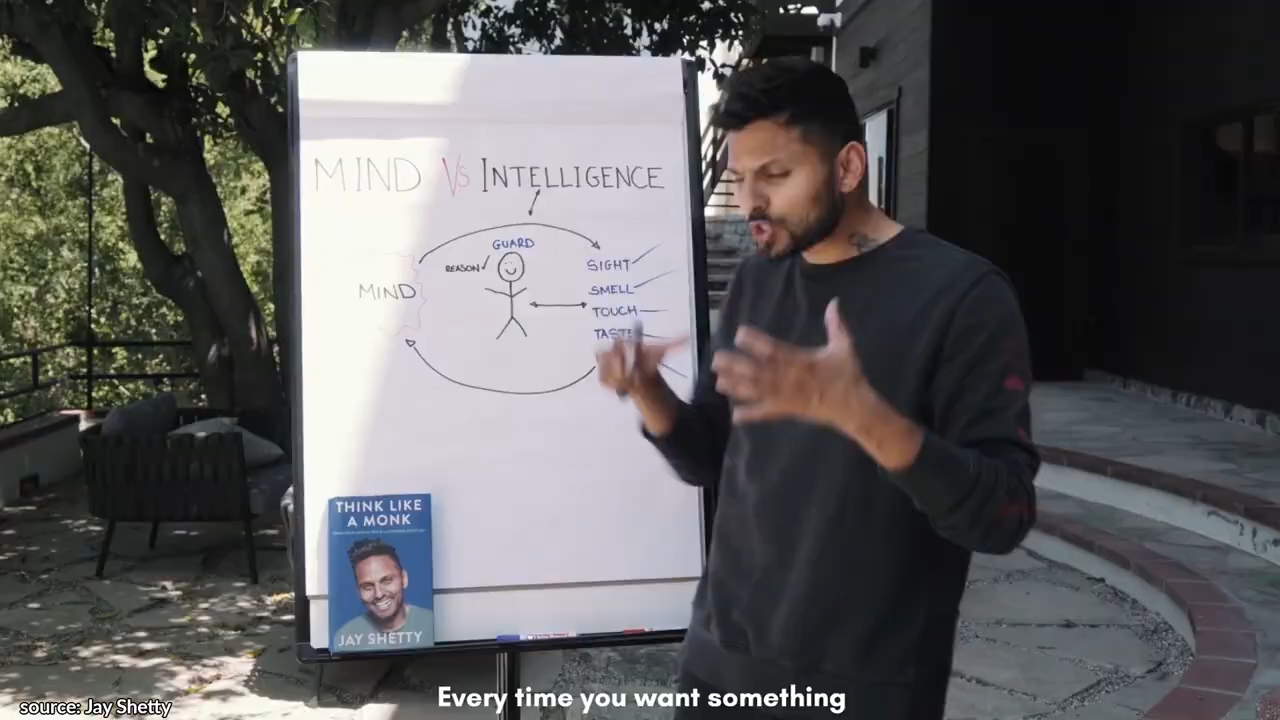 MIND Vs INTELLIGENCE
GUARD
REASON
MIND
SIGHT
SMELL
TOUCH
TASTE
THINK LIKE
A MONK
JAY SHETTY
Every time you want something
source: Jay Shetty